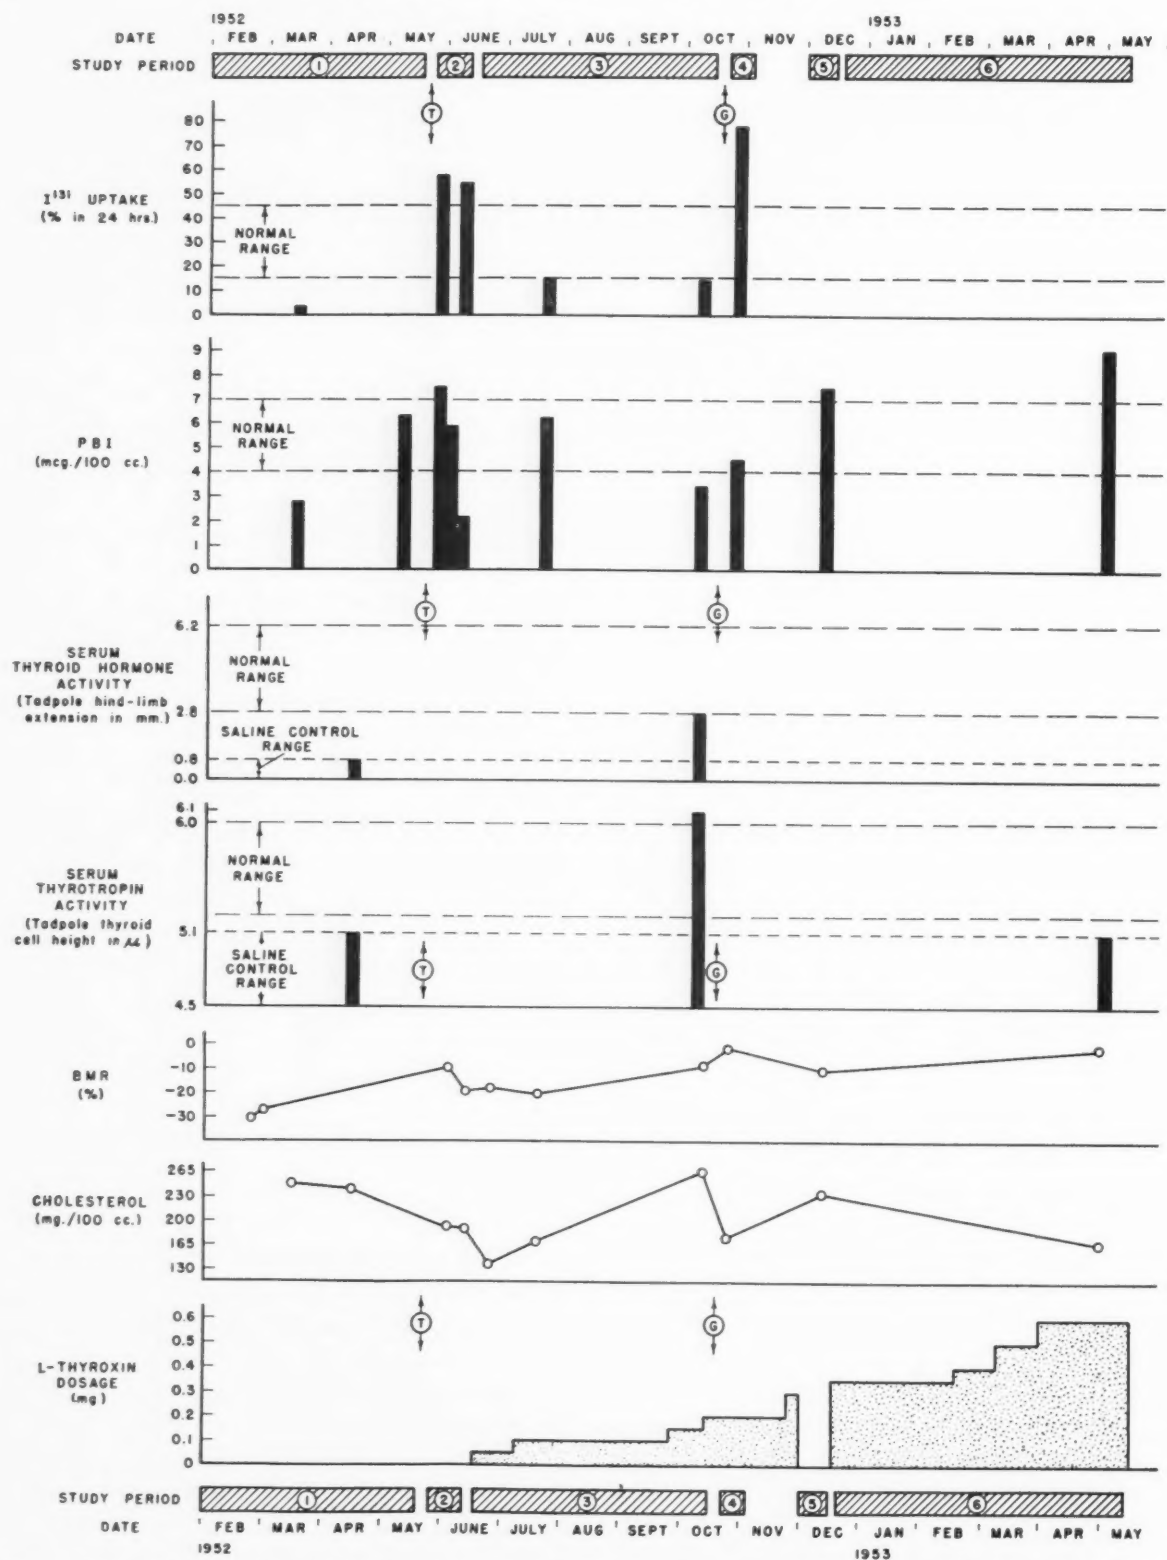 1952 1953
DATE FEB MAR APR MAY JUNE JULY AUG SEPT OCT NOV DEC JAN FEB MAR APR MAY
STUDY PERIOD 1 2 3 4 5 6
T G
I¹³¹ UPTAKE
(% in 24 hrs.)
80
70
60
50
40
30
20
10
0
NORMAL
RANGE
PBI
(mcg./100 cc.)
9
8
7
6
5
4
3
2
1
0
NORMAL
RANGE
T G
SERUM
THYROID HORMONE
ACTIVITY
(Tadpole hind-limb
extension in mm.)
6.2
2.8
0.8
0.0
NORMAL
RANGE
SALINE CONTROL
RANGE
SERUM
THYROTROPIN
ACTIVITY
(Tadpole thyroid
cell height in μ)
6.1
6.0
5.1
4.5
NORMAL
RANGE
SALINE
CONTROL
RANGE
T G
BMR
(%)
0
-10
-20
-30
CHOLESTEROL
(mg./100 cc.)
265
230
200
165
130
T G
L-THYROXIN
DOSAGE
(mg)
0.6
0.5
0.4
0.3
0.2
0.1
0
STUDY PERIOD 1 2 3 4 5 6
DATE FEB MAR APR MAY JUNE JULY AUG SEPT OCT NOV DEC JAN FEB MAR APR MAY
1952 1953